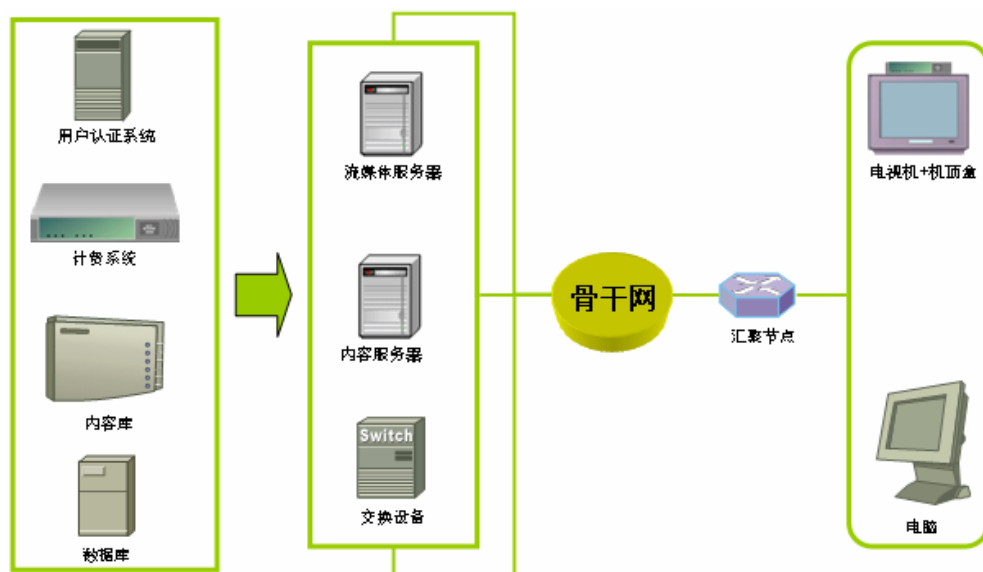 用户认证系统
计费系统
内容库
数据库
流媒体服务器
内容服务器
Switch
交换设备
骨干网
汇聚节点
电视机+机顶盒
电脑